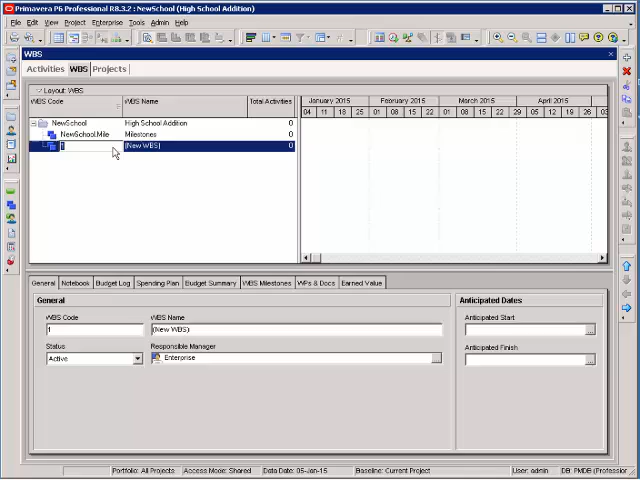 Primavera P6 Professional R8.3.2 : NewSchool (High School Addition)
File Edit View Project Enterprise Tools Admin Help
WBS
Activities WBS Projects
Layout: WBS
WBS Code WBS Name Total Activities
January 2015 February 2015 March 2015 April 2015
04 11 18 25 01 08 15 22 01 08 15 22 29 05 12 19 26 03
NewSchool High School Addition 0
NewSchool.Mile Milestones 0
1 (New WBS) 0
General Notebook Budget Log Spending Plan Budget Summary WBS Milestones WPs & Docs Earned Value
General
Anticipated Dates
WBS Code WBS Name
Anticipated Start
1 (New WBS)
Status Responsible Manager
Anticipated Finish
Active Enterprise
Portfolio: All Projects Access Mode: Shared Data Date: 05-Jan-15 Baseline: Current Project User: admin DB: PMDB (Profession